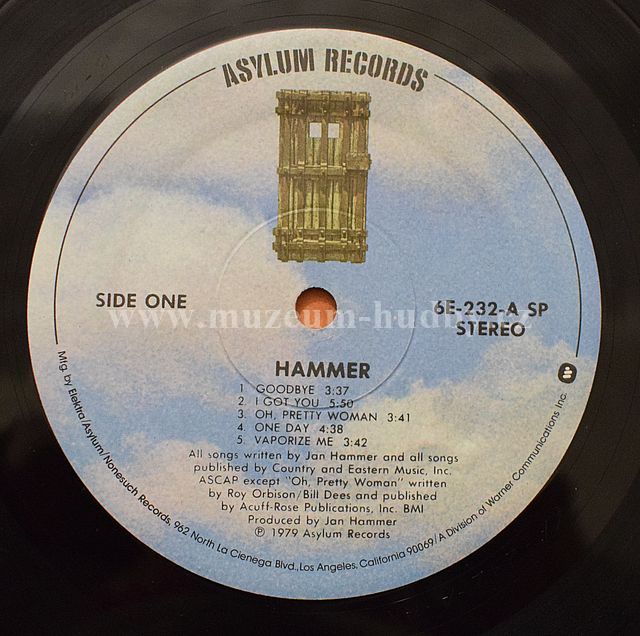 ASYLUM RECORDS
SIDE ONE
6E-232-A SP
STEREO
HAMMER
1. GOODBYE 3:37
2. I GOT YOU 5:50
3. OH, PRETTY WOMAN 3:41
4. ONE DAY 4:38
5. VAPORIZE ME 3:42
All songs written by Jan Hammer and all songs
published by Country and Eastern Music, Inc.
ASCAP except "Oh, Pretty Woman" written
by Roy Orbison/Bill Dees and published
by Acuff-Rose Publications, Inc. BMI
Produced by Jan Hammer
℗ 1979 Asylum Records
Mfg. by Elektra/Asylum/Nonesuch Records, 962 North La Cienega Blvd., Los Angeles, California 90069/A Division of Warner Communications Inc.